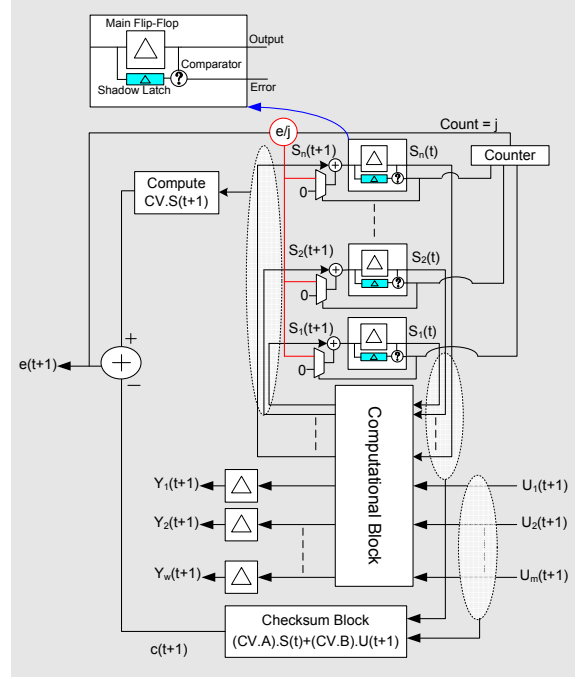 Main Flip-Flop
△
Output
Comparator
△
?
Shadow Latch
Error
e/j
Count = j
Sn(t+1)
△
Sn(t)
Counter
+
Compute
CV.S(t+1)
0
△
?
S2(t+1)
△
S2(t)
+
0
△
?
S1(t+1)
△
S1(t)
+
0
△
?
+
e(t+1)
+
−
Computational Block
Y1(t+1)
△
U1(t+1)
Y2(t+1)
△
U2(t+1)
Yw(t+1)
△
Um(t+1)
Checksum Block
(CV.A).S(t)+(CV.B).U(t+1)
c(t+1)